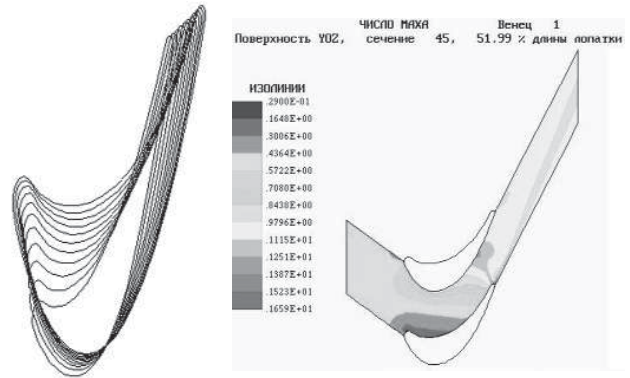 ЧИСЛО МАХА Венец 1
Поверхность YOZ, сечение 45, 51.99 % длины лопатки
ИЗОЛИНИИ
.2900E-01
.1648E+00
.3006E+00
.4364E+00
.5722E+00
.7080E+00
.8438E+00
.9796E+00
.1115E+01
.1251E+01
.1387E+01
.1523E+01
.1659E+01